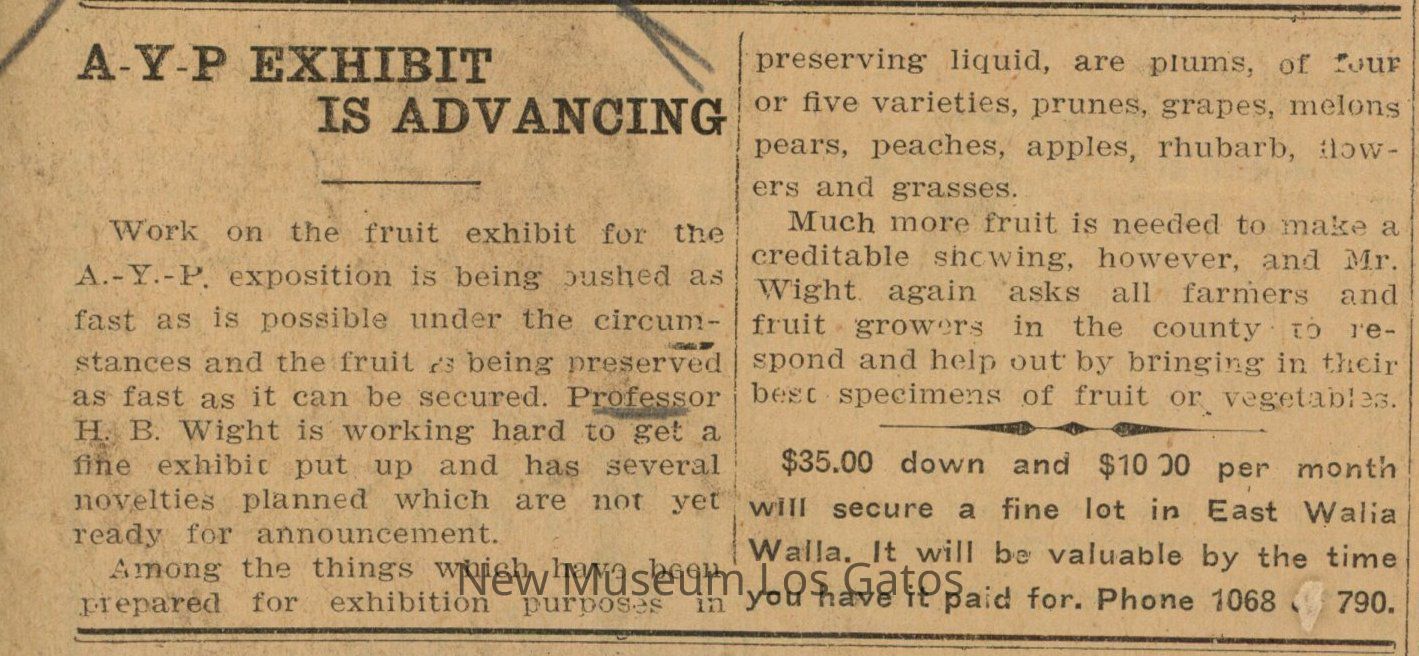 A-Y-P EXHIBIT
IS ADVANCING
Work on the fruit exhibit for the
A.-Y.-P. exposition is being pushed as
fast as is possible under the circum-
stances and the fruit is being preserved
as fast as it can be secured. Professor
H. B. Wight is working hard to get a
fine exhibit put up and has several
novelties planned which are not yet
ready for announcement.
Among the things which have been
prepared for exhibition purposes in
preserving liquid, are plums, of four
or five varieties, prunes, grapes, melons
pears, peaches, apples, rhubarb, flow-
ers and grasses.
Much more fruit is needed to make a
creditable showing, however, and Mr.
Wight again asks all farmers and
fruit growers in the county to re-
spond and help out by bringing in their
best specimens of fruit or vegetables.
$35.00 down and $10 00 per month
will secure a fine lot in East Walla
Walla. It will be valuable by the time
you have it paid for. Phone 1068 790.
New Museum Los Gatos